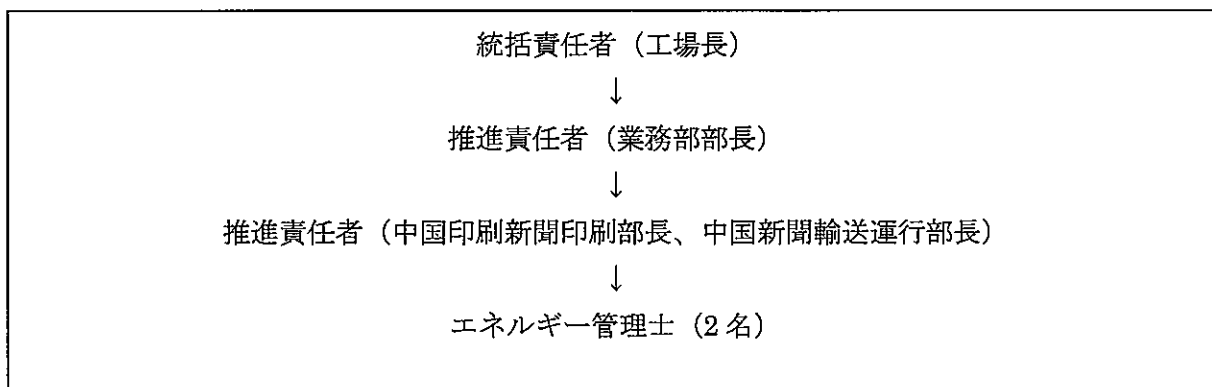 統括責任者（工場長）
↓
推進責任者（業務部部長）
↓
推進責任者（中国印刷新聞印刷部長、中国新聞輸送運行部長）
↓
エネルギー管理士（2名）